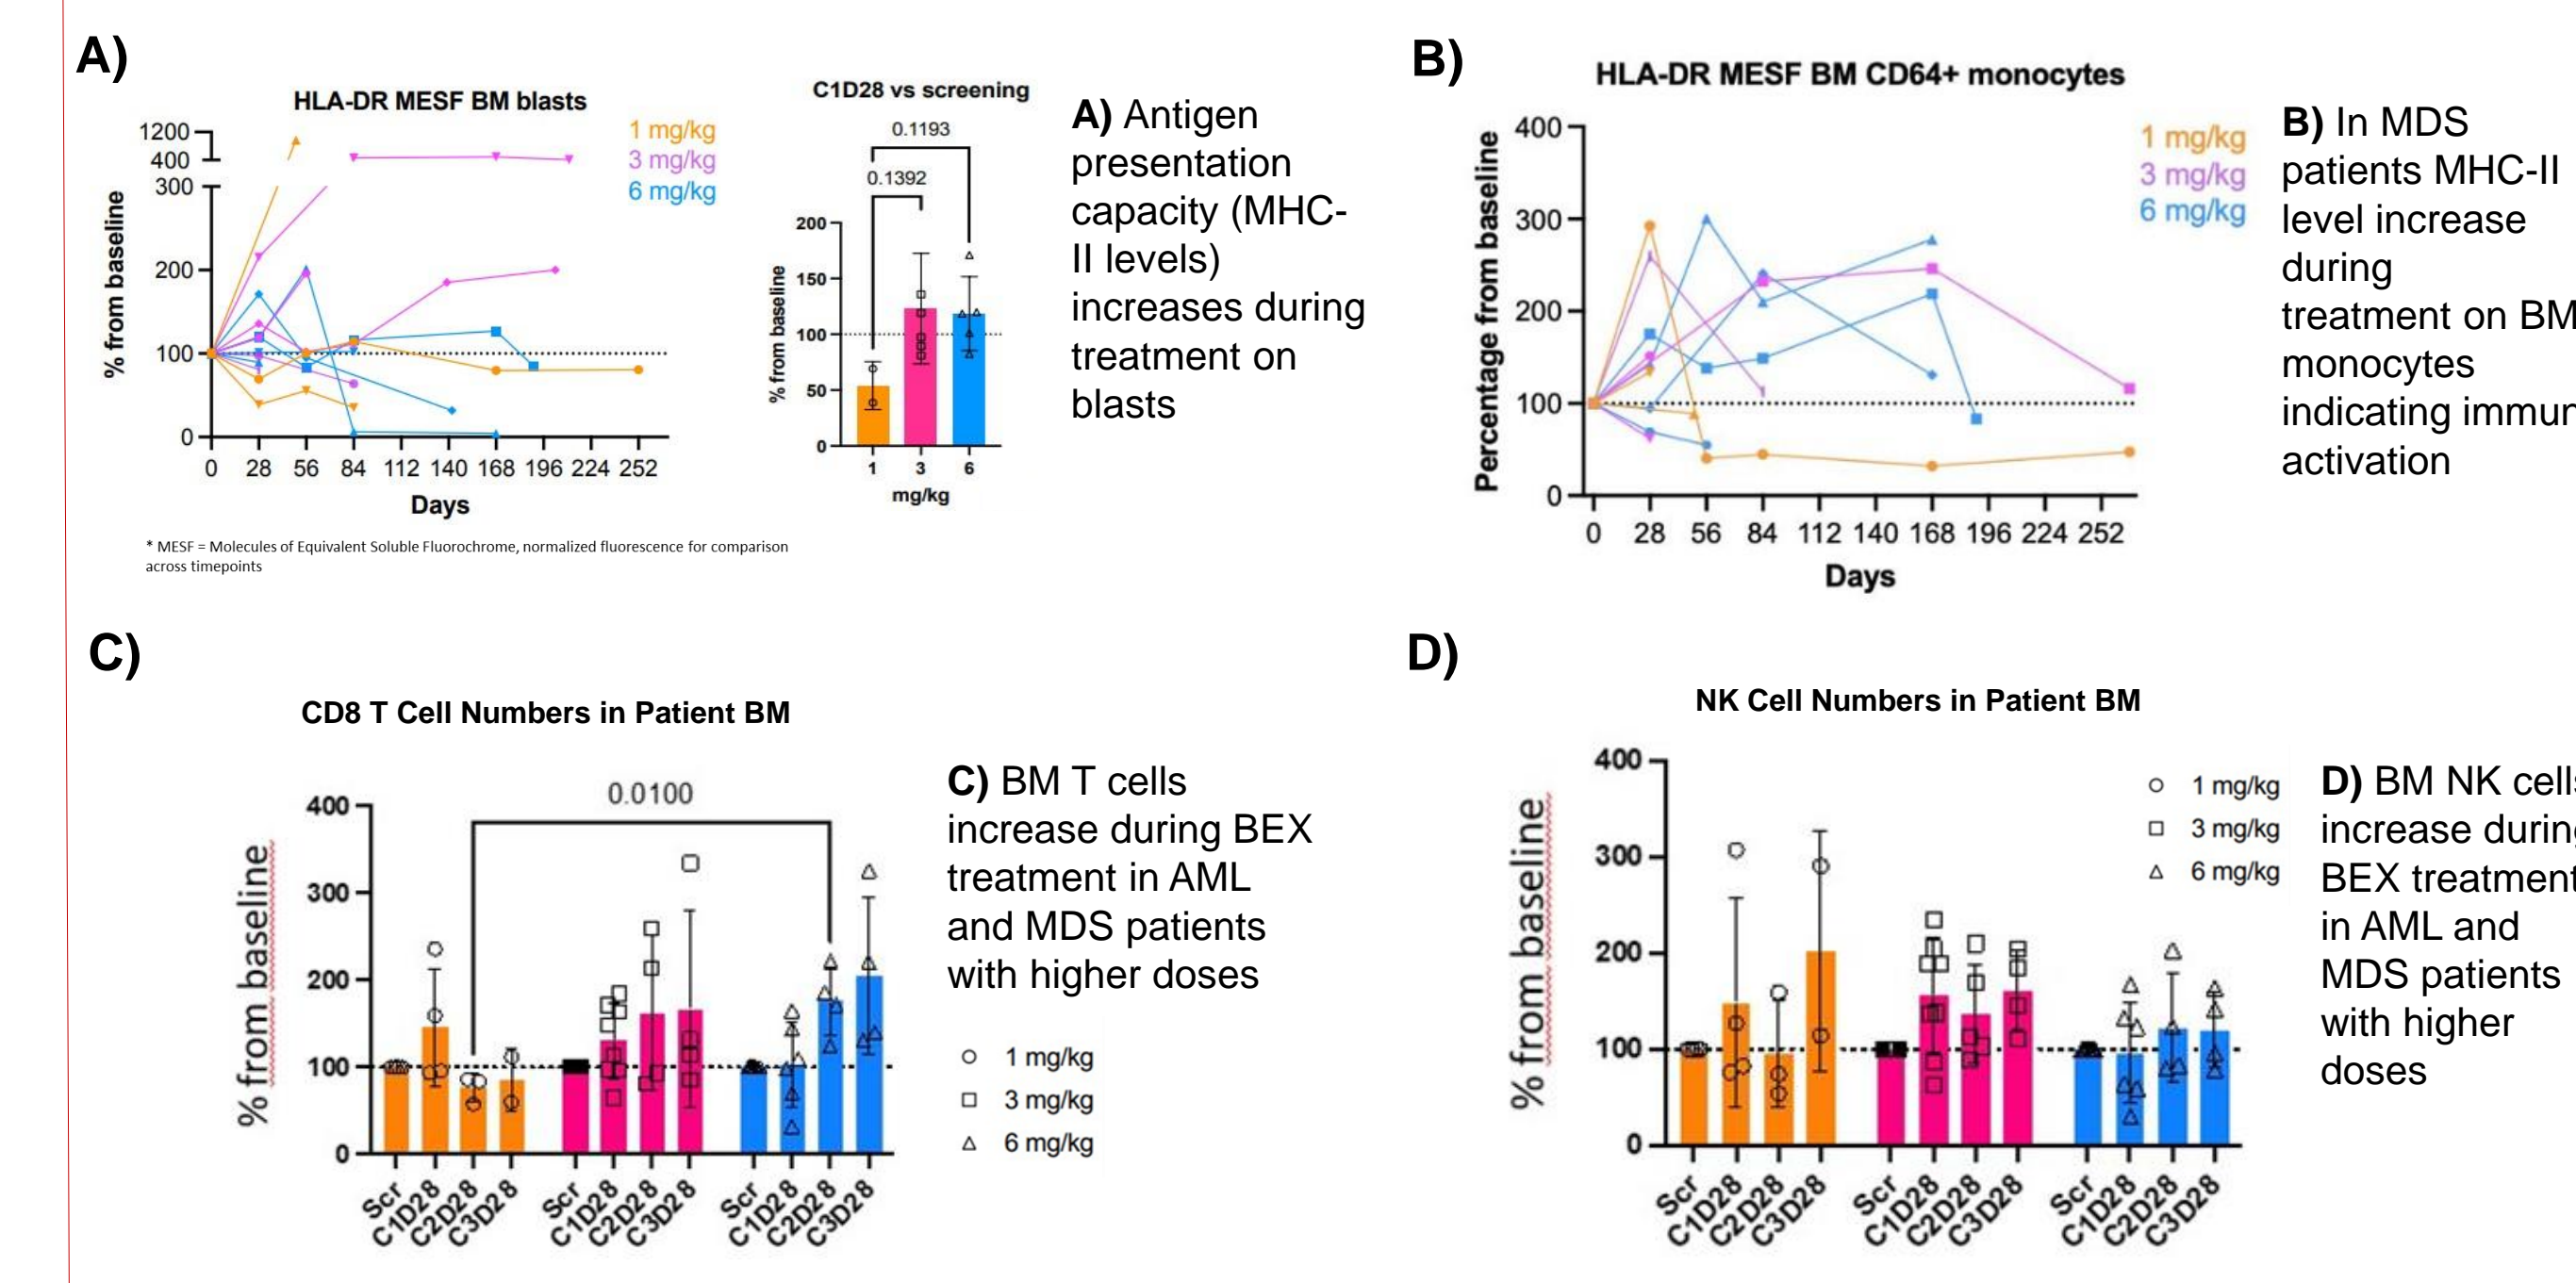 A)
HLA-DR MESF BM blasts
1 mg/kg
3 mg/kg
6 mg/kg
% from baseline
1200
400
300
200
100
0
0 28 56 84 112 140 168 196 224 252
Days
C1D28 vs screening
0.1193
0.1392
% from baseline
200
150
100
50
0
1 3 6
mg/kg
A) Antigen
presentation
capacity (MHC-
II levels)
increases during
treatment on
blasts
* MESF = Molecules of Equivalent Soluble Fluorochrome, normalized fluorescence for comparison
across timepoints
B)
HLA-DR MESF BM CD64+ monocytes
1 mg/kg
3 mg/kg
6 mg/kg
Percentage from baseline
400
300
200
100
0
0 28 56 84 112 140 168 196 224 252
Days
B) In MDS
patients MHC-II
level increase
during
treatment on BM
monocytes
indicating immun
activation
C)
CD8 T Cell Numbers in Patient BM
0.0100
% from baseline
400
300
200
100
0
Scr C1D28 C2D28 C3D28 Scr C1D28 C2D28 C3D28 Scr C1D28 C2D28 C3D28
C) BM T cells
increase during BEX
treatment in AML
and MDS patients
with higher doses
1 mg/kg
3 mg/kg
6 mg/kg
D)
NK Cell Numbers in Patient BM
% from baseline
400
300
200
100
0
Scr C1D28 C2D28 C3D28 Scr C1D28 C2D28 C3D28 Scr C1D28 C2D28 C3D28
1 mg/kg
3 mg/kg
6 mg/kg
D) BM NK cells
increase during
BEX treatment
in AML and
MDS patients
with higher
doses